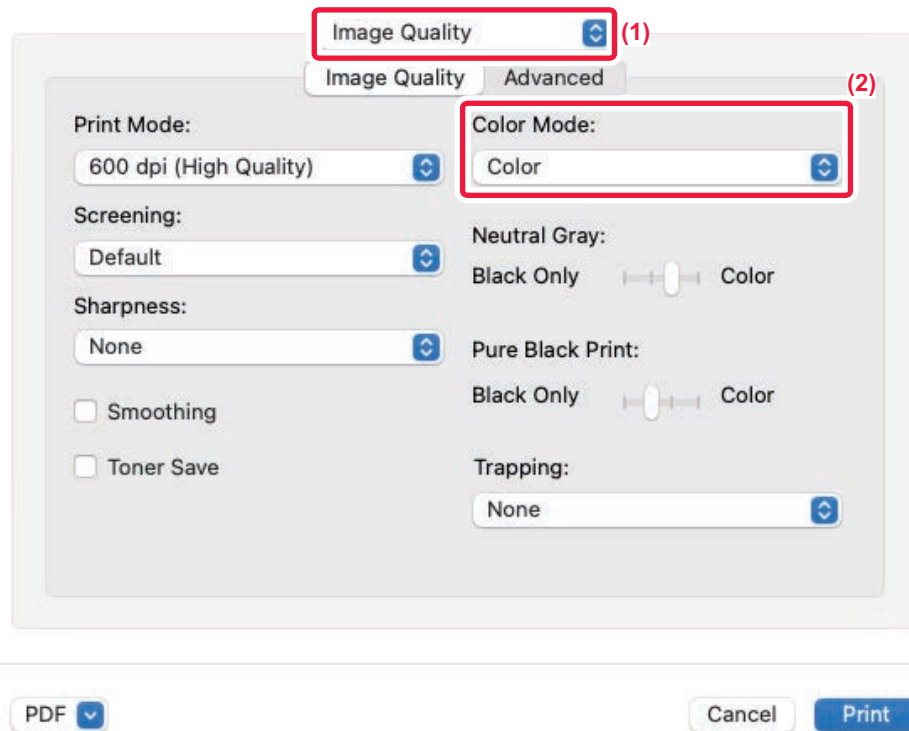 Image Quality (1)
Image Quality Advanced
(2)
Print Mode:
600 dpi (High Quality)
Screening:
Default
Sharpness:
None
Smoothing
Toner Save
Color Mode:
Color
Neutral Gray:
Black Only Color
Pure Black Print:
Black Only Color
Trapping:
None
PDF Cancel Print